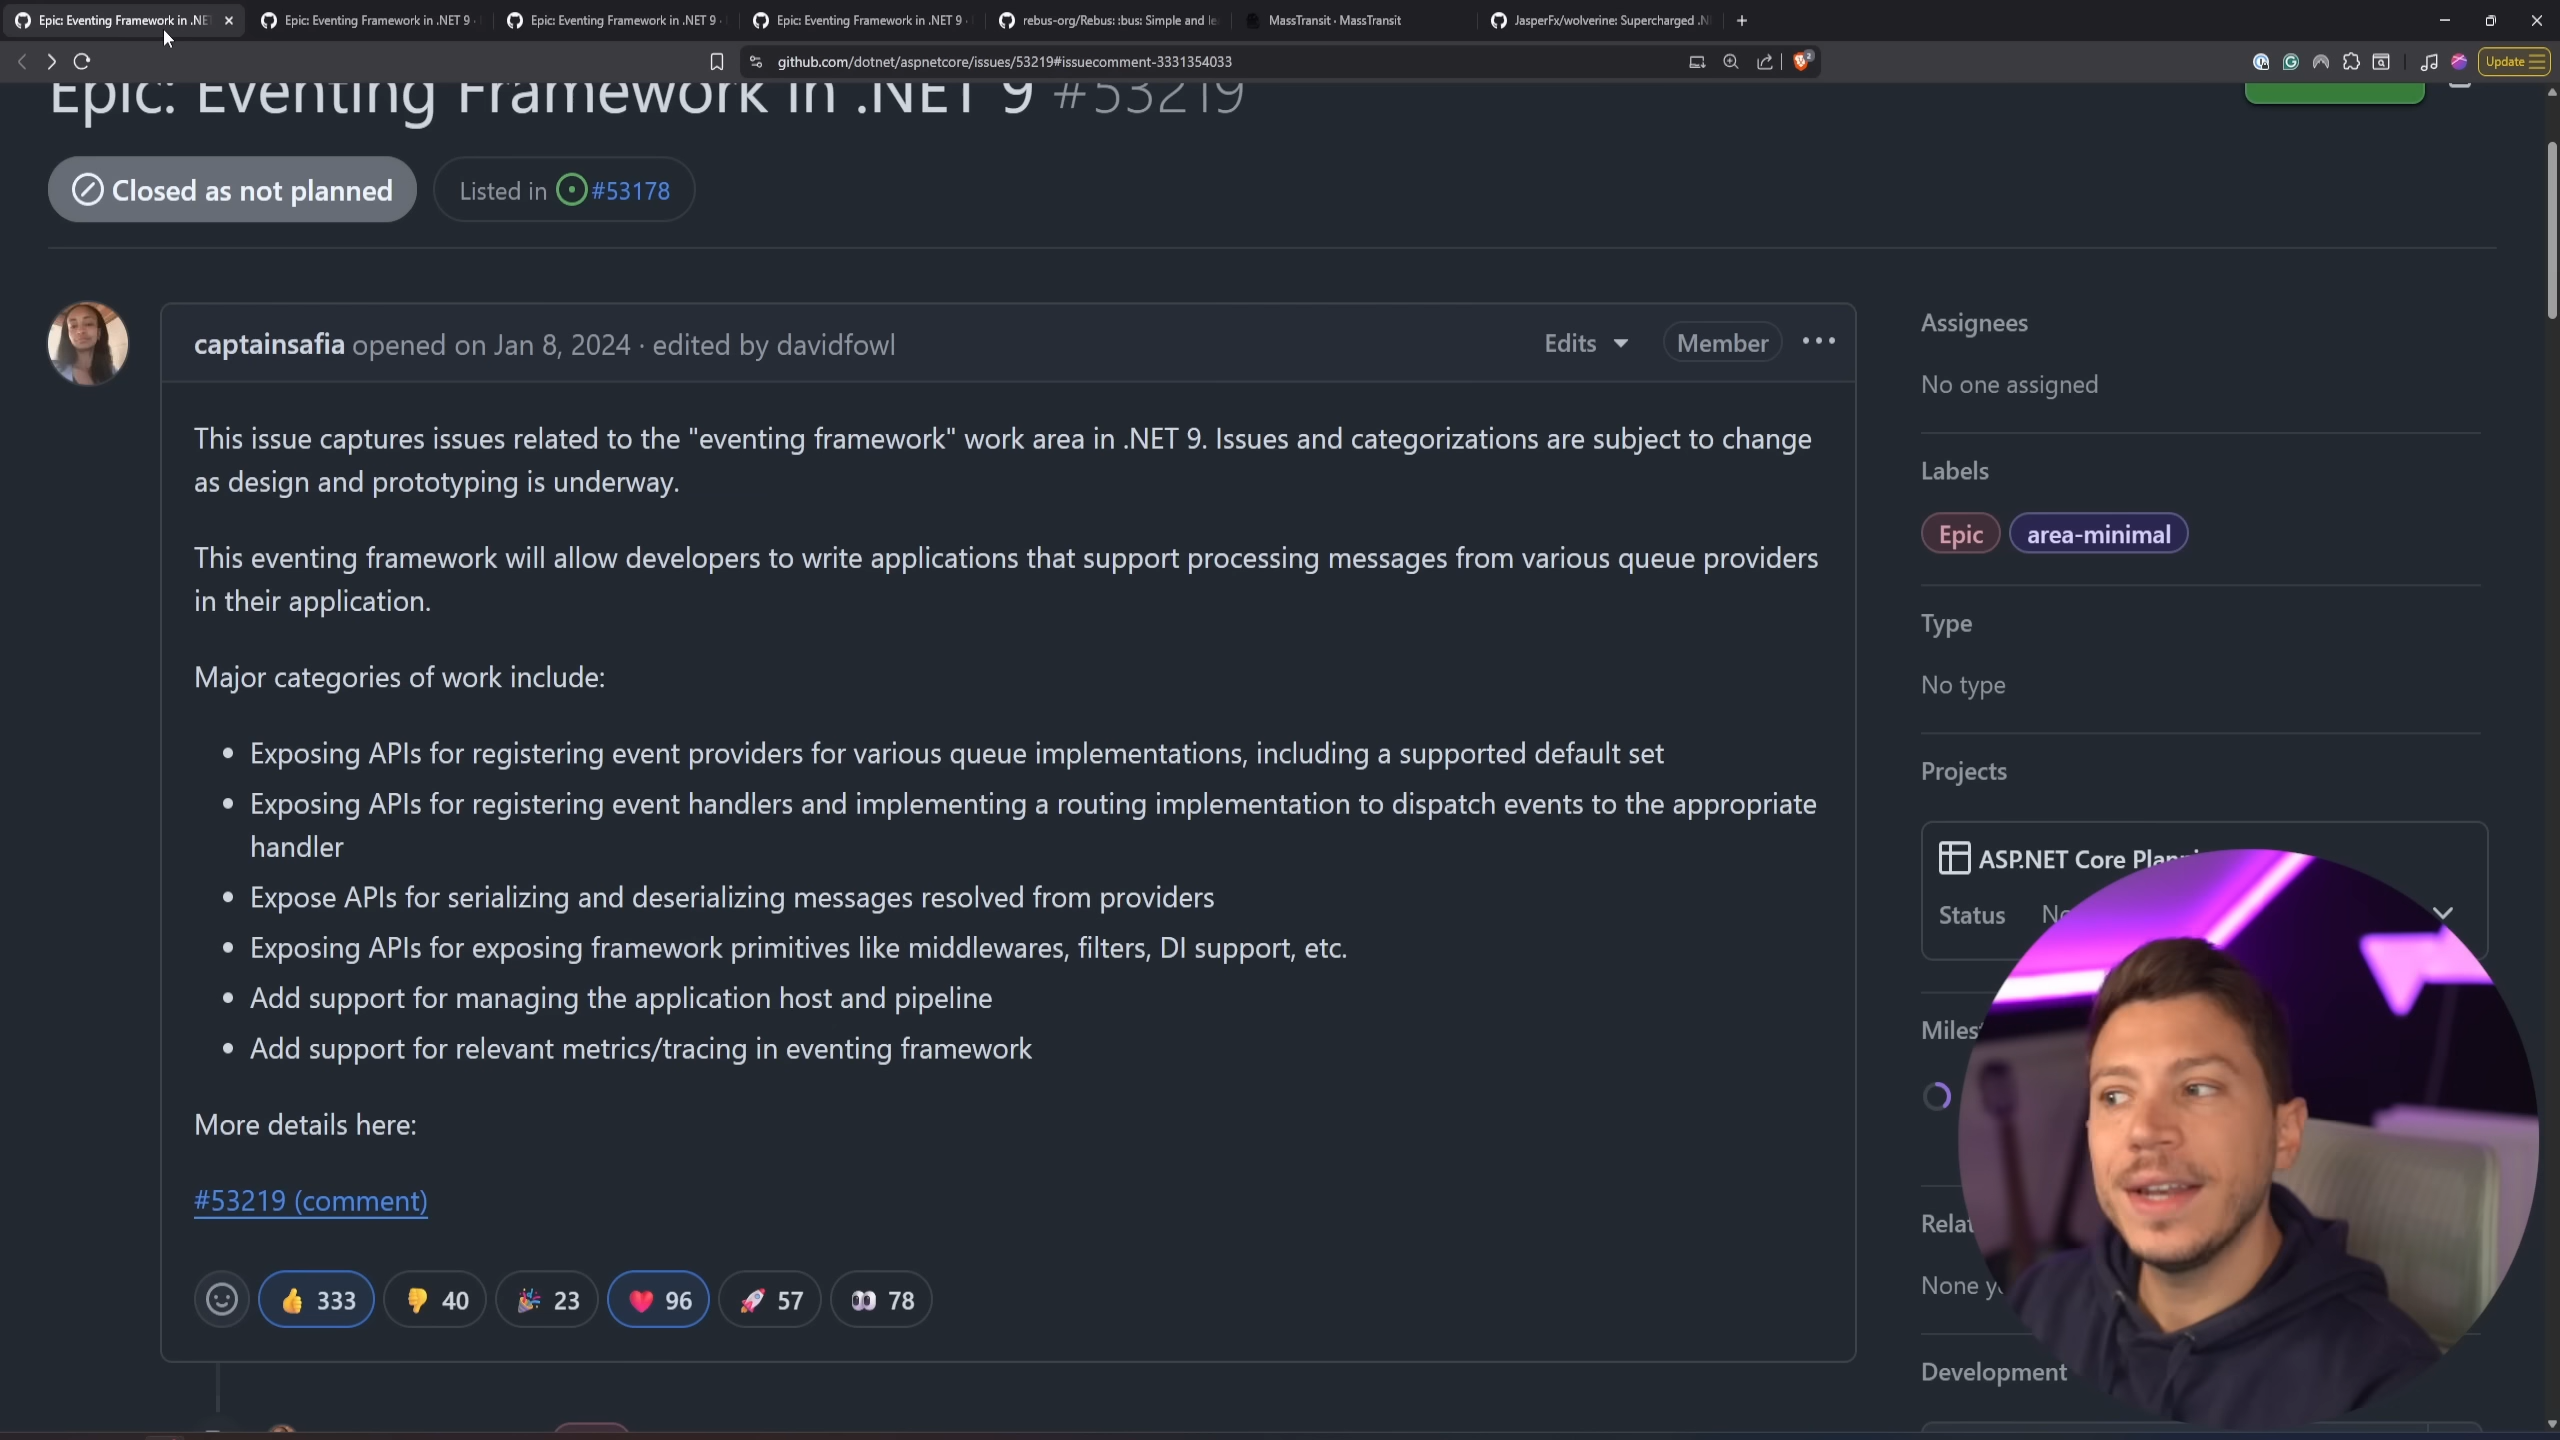 Epic: Eventing Framework in .NE
Epic: Eventing Framework in .NET 9 ·
Epic: Eventing Framework in .NET 9 ·
Epic: Eventing Framework in .NET 9 ·
rebus-org/Rebus: :bus: Simple and le
MassTransit · MassTransit
JasperFx/wolverine: Supercharged .N
github.com/dotnet/aspnetcore/issues/53219#issuecomment-3331354033
2
Update
Epic: Eventing Framework in .NET 9 #53219
Closed as not planned
Listed in #53178
captainsafia opened on Jan 8, 2024 · edited by davidfowl
Edits
Member
This issue captures issues related to the "eventing framework" work area in .NET 9. Issues and categorizations are subject to change
as design and prototyping is underway.
This eventing framework will allow developers to write applications that support processing messages from various queue providers
in their application.
Major categories of work include:
• Exposing APIs for registering event providers for various queue implementations, including a supported default set
• Exposing APIs for registering event handlers and implementing a routing implementation to dispatch events to the appropriate
handler
• Expose APIs for serializing and deserializing messages resolved from providers
• Exposing APIs for exposing framework primitives like middlewares, filters, DI support, etc.
• Add support for managing the application host and pipeline
• Add support for relevant metrics/tracing in eventing framework
More details here:
#53219 (comment)
👍 333
👎 40
🎉 23
❤️ 96
🚀 57
👀 78
Assignees
No one assigned
Labels
Epic
area-minimal
Type
No type
Projects
ASP.NET Core Plan
Status
Miles
Relat
None y
Development